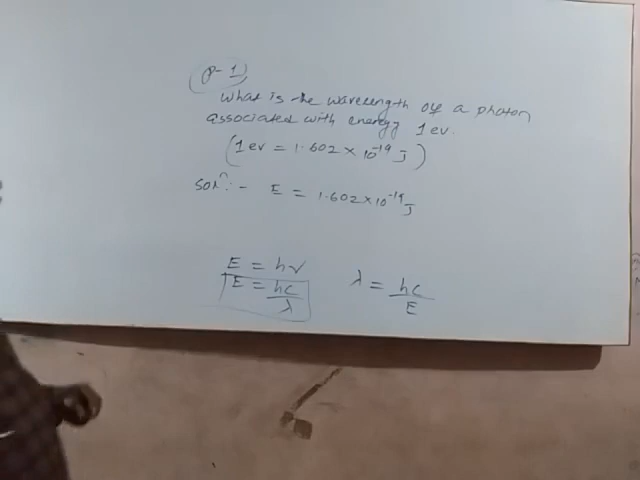 (P-1)
What is the wavelength of a photon
associated with energy 1 ev.
(1 ev = 1.602 × 10⁻¹⁹ J)
Solⁿ:- E = 1.602 × 10⁻¹⁹ J
E = hν
E = hc/λ λ = hc/E